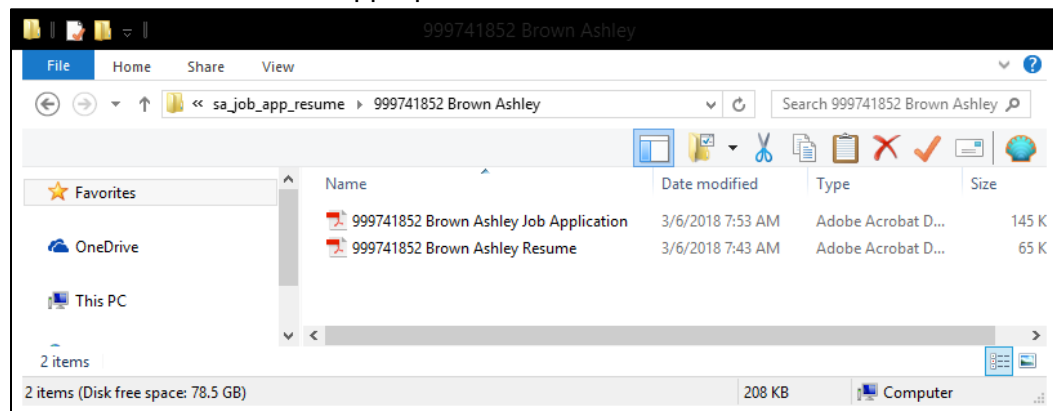 999741852 Brown Ashley
File Home Share View
« sa_job_app_resume 999741852 Brown Ashley Search 999741852 Brown Ashley
Favorites
OneDrive
This PC
Name Date modified Type Size
999741852 Brown Ashley Job Application 3/6/2018 7:53 AM Adobe Acrobat D... 145 K
999741852 Brown Ashley Resume 3/6/2018 7:43 AM Adobe Acrobat D... 65 K
2 items
2 items (Disk free space: 78.5 GB) 208 KB Computer